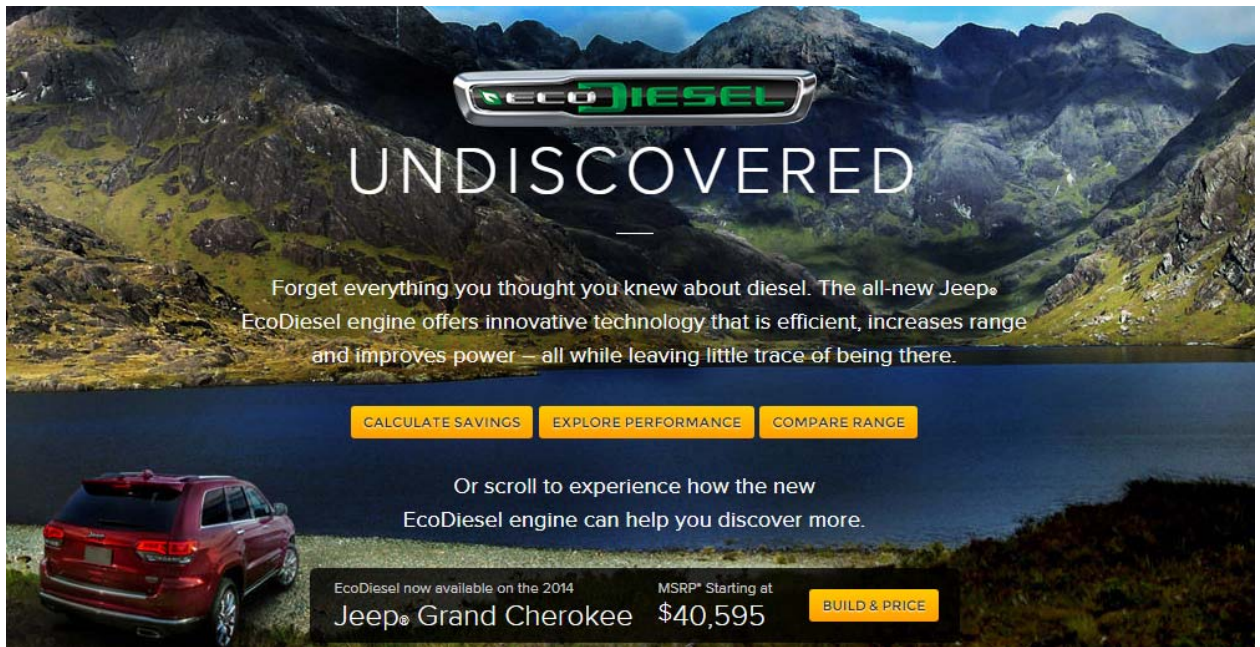 ECODIESEL
UNDISCOVERED
Forget everything you thought you knew about diesel. The all-new Jeep®
EcoDiesel engine offers innovative technology that is efficient, increases range
and improves power – all while leaving little trace of being there.
CALCULATE SAVINGS EXPLORE PERFORMANCE COMPARE RANGE
Or scroll to experience how the new
EcoDiesel engine can help you discover more.
Jeep
EcoDiesel now available on the 2014 MSRP* Starting at
Jeep® Grand Cherokee $40,595 BUILD & PRICE